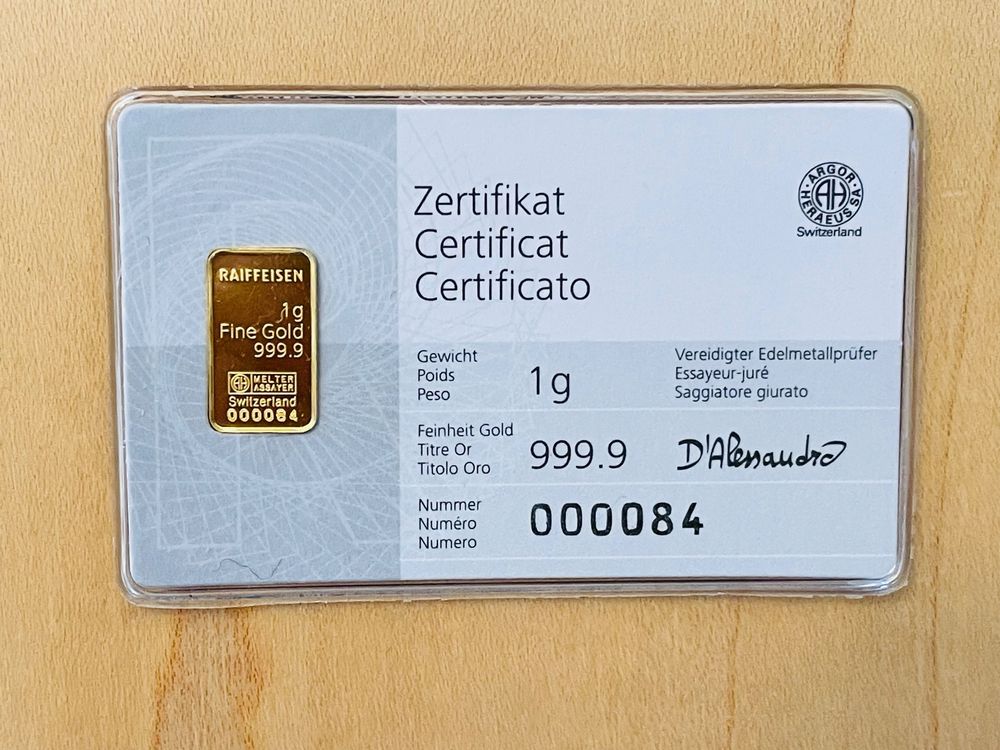 RAIFFEISEN
1g
Fine Gold
999.9
AH
MELTER
ASSAYER
Switzerland
000084
Zertifikat
Certificat
Certificato
ARGOR
HERAEUS SA
AH
Switzerland
Gewicht
Poids
Peso
1g
Vereidigter Edelmetallprüfer
Essayeur-juré
Saggiatore giurato
Feinheit Gold
Titre Or
Titolo Oro
999.9
D'Alessandro
Nummer
Numéro
Numero
000084